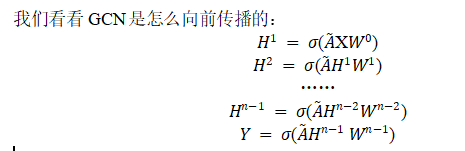 我们看看 GCN 是怎么向前传播的：
H¹ = σ(ÃXW⁰)
H² = σ(ÃH¹W¹)
……
Hⁿ⁻¹ = σ(ÃHⁿ⁻²Wⁿ⁻²)
Y = σ(ÃHⁿ⁻¹ Wⁿ⁻¹)